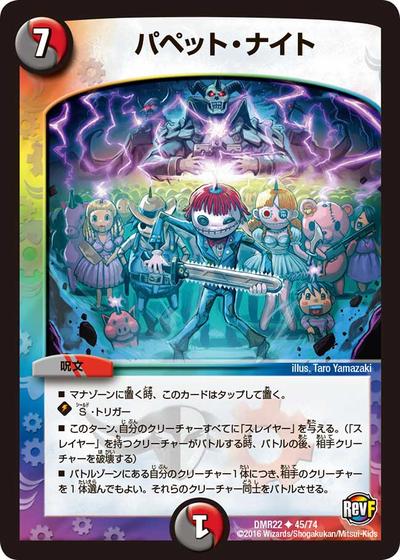 7
パペット・ナイト
illus. Taro Yamazaki
呪文
■ マナゾーンに置く時、このカードはタップして置く。
S・トリガー
■ このターン、自分のクリーチャーすべてに「スレイヤー」を与える。(「ス
レイヤー」を持つクリーチャーがバトルする時、バトルの後、相手クリー
チャーを破壊する)
■ バトルゾーンにある自分のクリーチャー1体につき、相手のクリーチャー
を1体選んでもよい。それらのクリーチャー同士をバトルさせる。
1
RevF
DMR22 ◆ 45/74
©2016 Wizards/Shogakukan/Mitsui-Kids